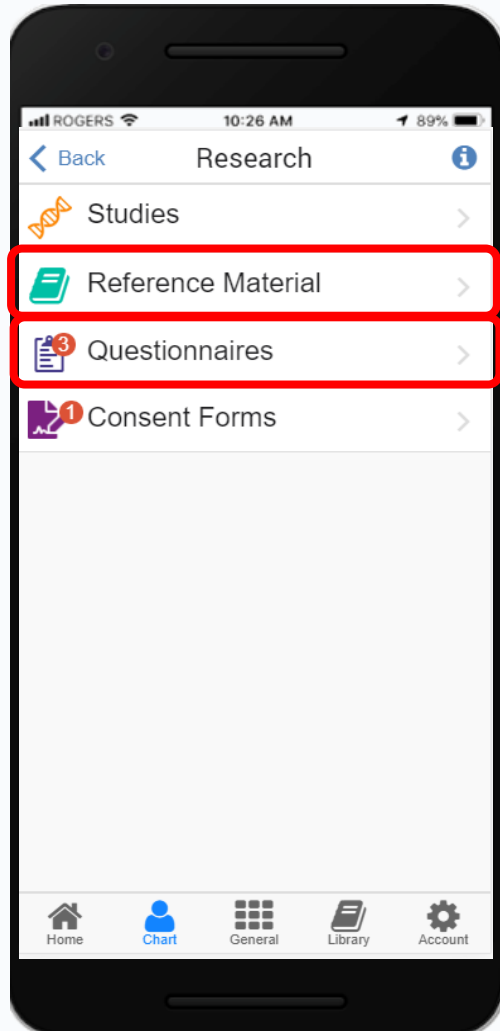 ROGERS 10:26 AM 89%
Back Research
Studies
Reference Material
3 Questionnaires
1 Consent Forms
Home Chart General Library Account